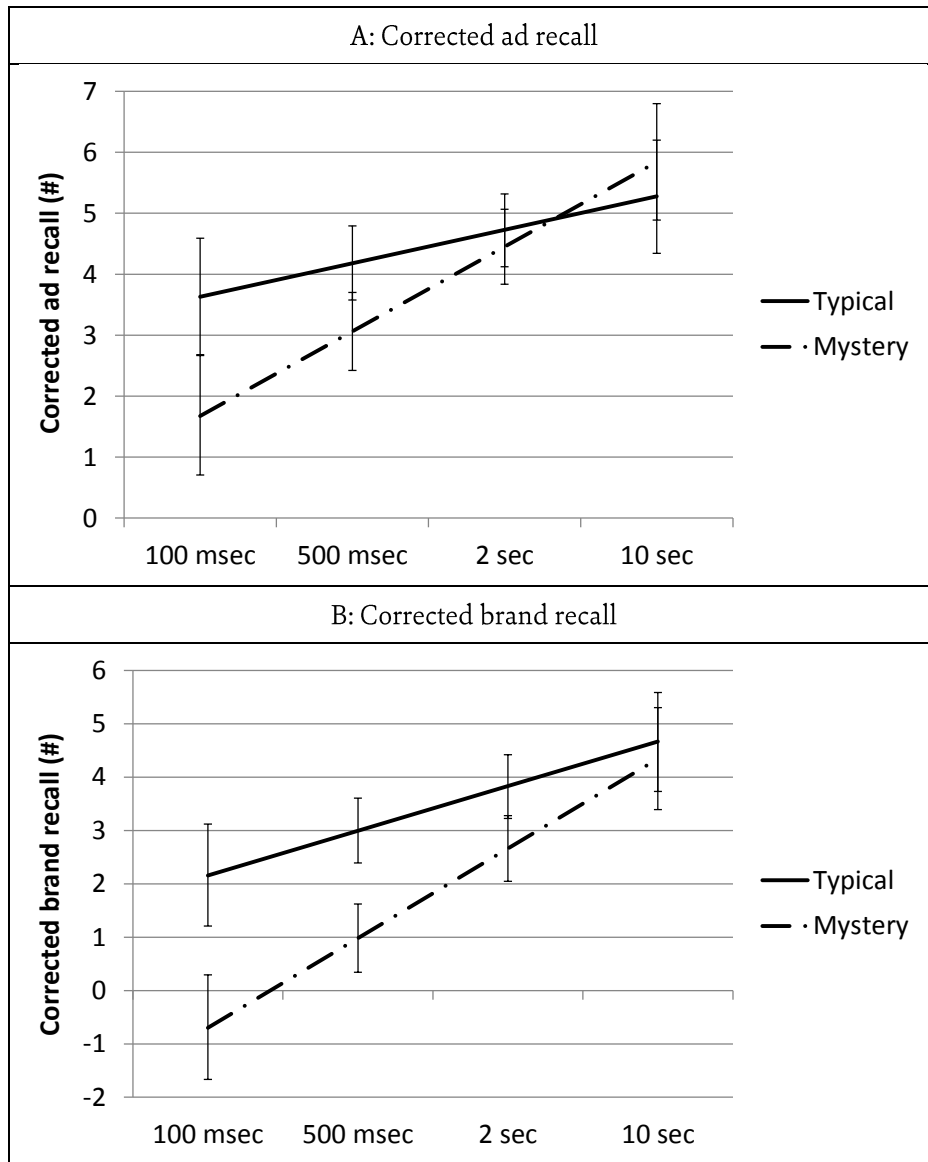 A: Corrected ad recall
Corrected ad recall (#)
7
6
5
4
3
2
1
0
100 msec
500 msec
2 sec
10 sec
Typical
Mystery
B: Corrected brand recall
Corrected brand recall (#)
6
5
4
3
2
1
0
-1
-2
100 msec
500 msec
2 sec
10 sec
Typical
Mystery